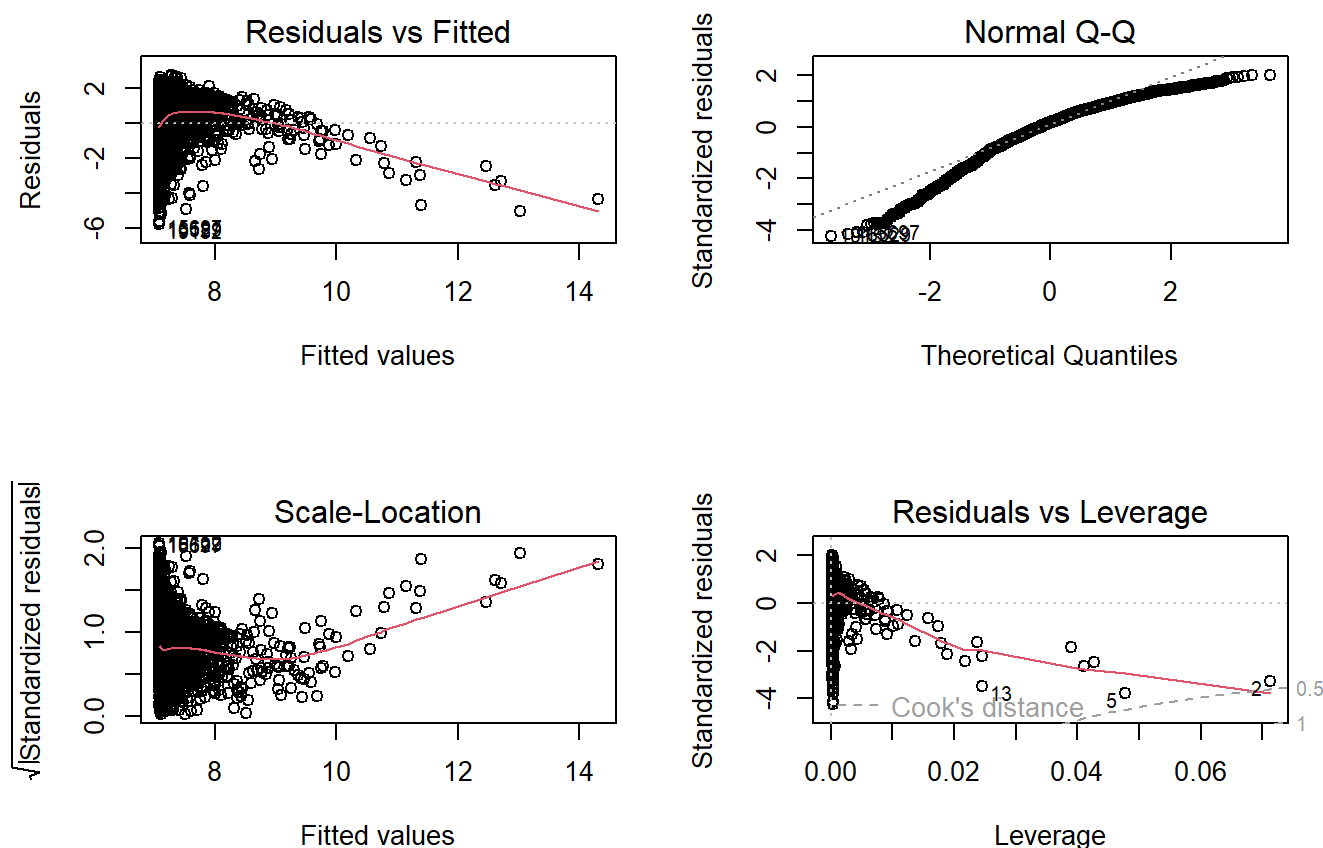 Residuals vs Fitted
Residuals
2
-2
-6
8
10
12
14
Fitted values
Normal Q-Q
Standardized residuals
2
0
-2
-4
-2
0
2
Theoretical Quantiles
Scale-Location
√|Standardized residuals|
2.0
1.0
0.0
8
10
12
14
Fitted values
Residuals vs Leverage
Standardized residuals
2
0
-2
-4
13
5
2
Cook's distance
0.5
1
0.00
0.02
0.04
0.06
Leverage